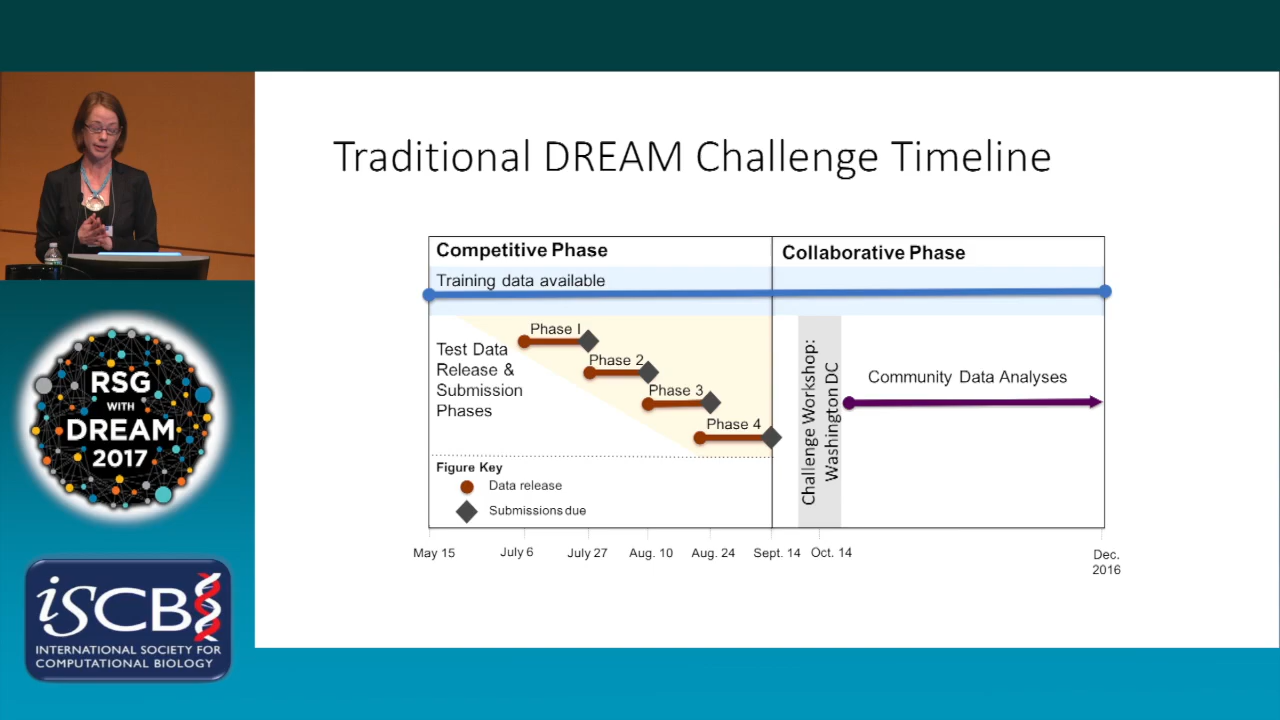 Traditional DREAM Challenge Timeline
Competitive Phase
Collaborative Phase
Training data available
Test Data
Release &
Submission
Phases
Phase I
Phase 2
Phase 3
Phase 4
Challenge Workshop:
Washington DC
Community Data Analyses
Figure Key
Data release
Submissions due
May 15
July 6
July 27
Aug. 10
Aug. 24
Sept. 14
Oct. 14
Dec.
2016
RSG
WITH
DREAM
2017
iSCB
INTERNATIONAL SOCIETY FOR
COMPUTATIONAL BIOLOGY